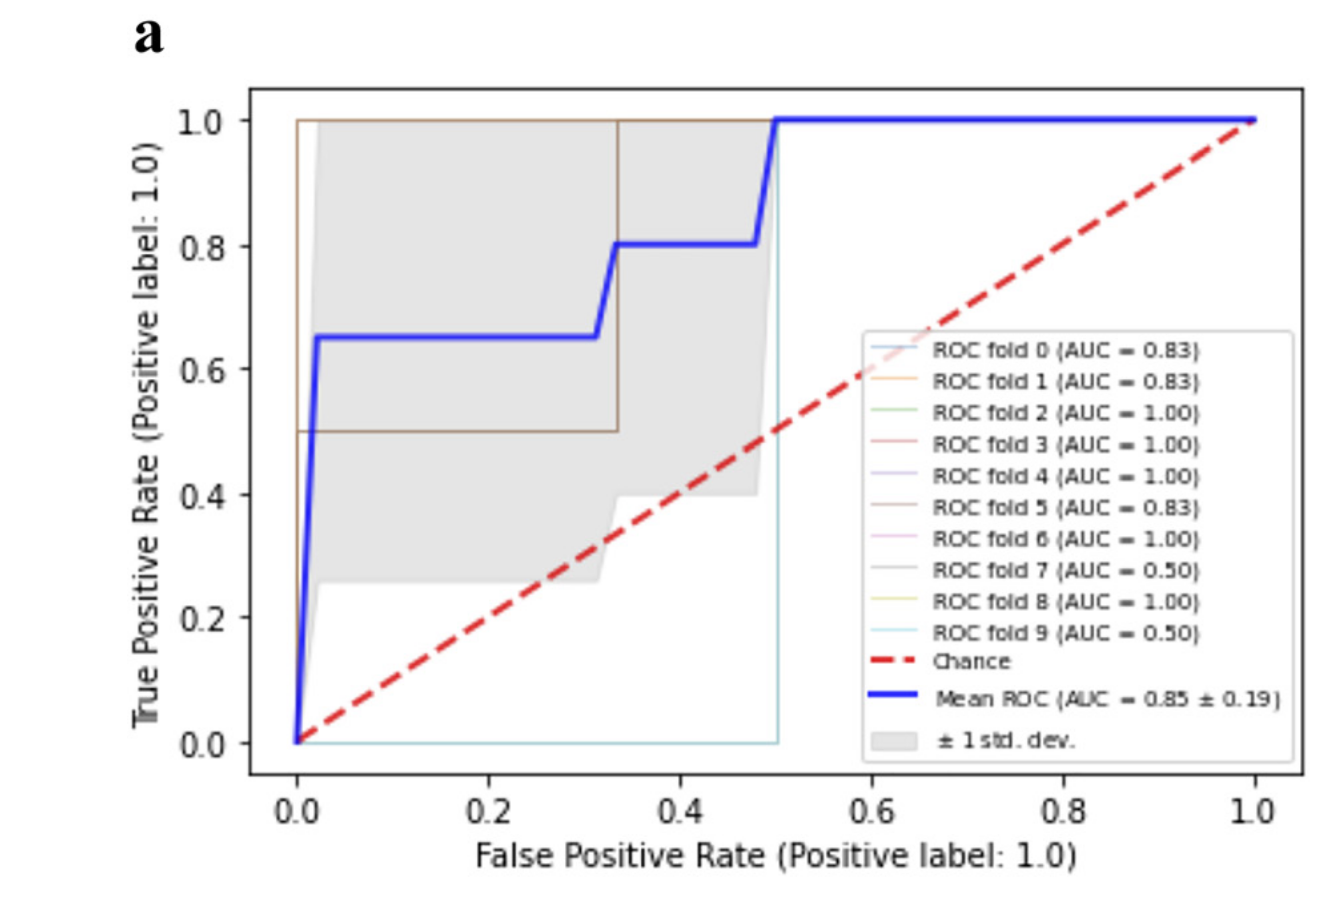 a
True Positive Rate (Positive label: 1.0)
1.0
0.8
0.6
0.4
0.2
0.0
ROC fold 0 (AUC = 0.83)
ROC fold 1 (AUC = 0.83)
ROC fold 2 (AUC = 1.00)
ROC fold 3 (AUC = 1.00)
ROC fold 4 (AUC = 1.00)
ROC fold 5 (AUC = 0.83)
ROC fold 6 (AUC = 1.00)
ROC fold 7 (AUC = 0.50)
ROC fold 8 (AUC = 1.00)
ROC fold 9 (AUC = 0.50)
Chance
Mean ROC (AUC = 0.85 ± 0.19)
± 1 std. dev.
0.0 0.2 0.4 0.6 0.8 1.0
False Positive Rate (Positive label: 1.0)